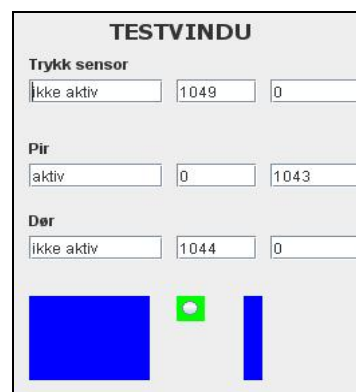 TESTVINDU
Trykk sensor
ikke aktiv 1049 0
Pir
aktiv 0 1043
Dør
ikke aktiv 1044 0